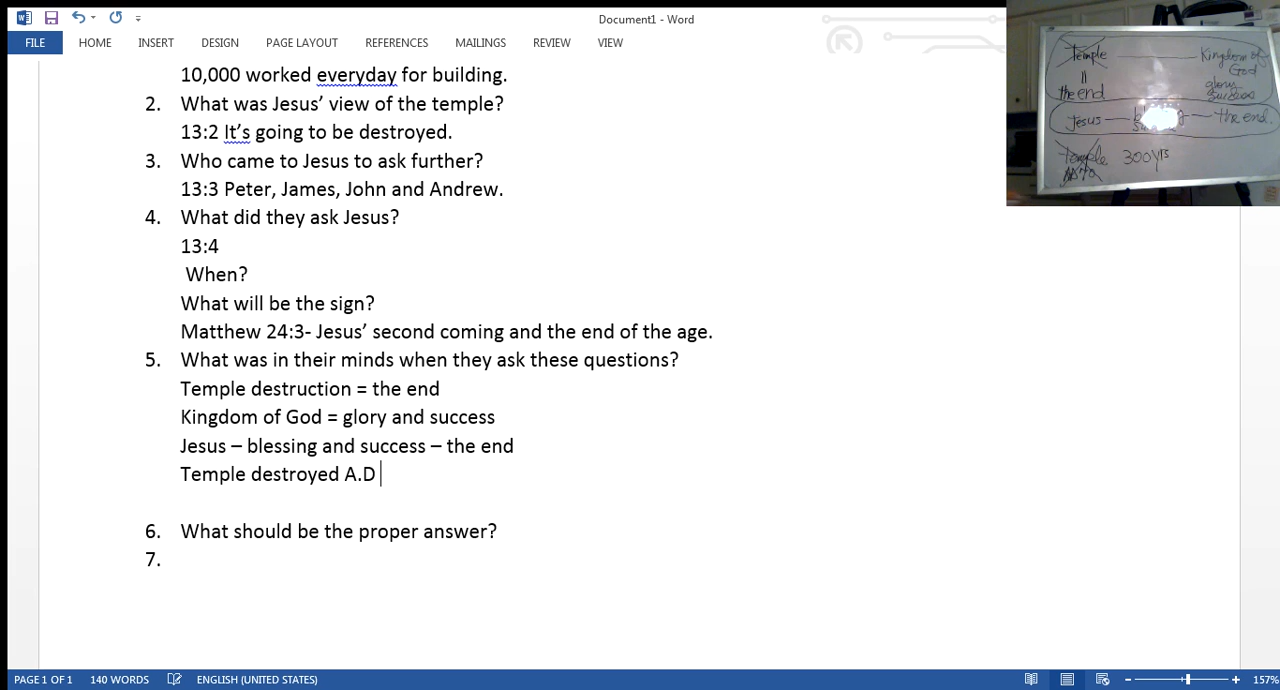 Document1 - Word
FILE HOME INSERT DESIGN PAGE LAYOUT REFERENCES MAILINGS REVIEW VIEW
10,000 worked everyday for building.
2. What was Jesus’ view of the temple?
13:2 It’s going to be destroyed.
3. Who came to Jesus to ask further?
13:3 Peter, James, John and Andrew.
4. What did they ask Jesus?
13:4
When?
What will be the sign?
Matthew 24:3- Jesus’ second coming and the end of the age.
5. What was in their minds when they ask these questions?
Temple destruction = the end
Kingdom of God = glory and success
Jesus – blessing and success – the end
Temple destroyed A.D
6. What should be the proper answer?
7.
Temple Kingdom of
God
the end glory
success
Jesus the end.
Temple 300yrs
PAGE 1 OF 1 140 WORDS ENGLISH (UNITED STATES) 157%